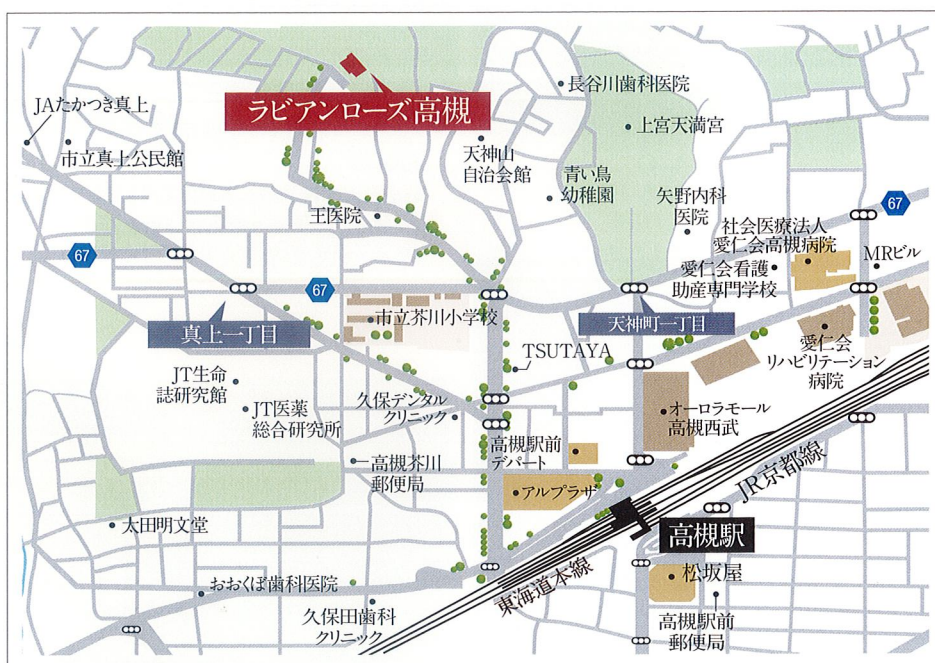 長谷川歯科医院
JAたかつき真上
ラビアンローズ高槻
上宮天満宮
市立真上公民館
天神山
自治会館
青い鳥
幼稚園
矢野内科
医院
67
王医院
社会医療法人
愛仁会高槻病院
67
MRビル
愛仁会看護
助産専門学校
67
市立芥川小学校
真上一丁目
天神町一丁目
TSUTAYA
愛仁会
リハビリテーション
病院
JT生命
誌研究館
JT医薬
総合研究所
久保デンタル
クリニック
オーロラモール
高槻西武
高槻駅前
デパート
高槻芥川
郵便局
JR京都線
アルプラザ
太田明文堂
高槻駅
東海道本線
松坂屋
おおくぼ歯科医院
久保田歯科
クリニック
高槻駅前
郵便局